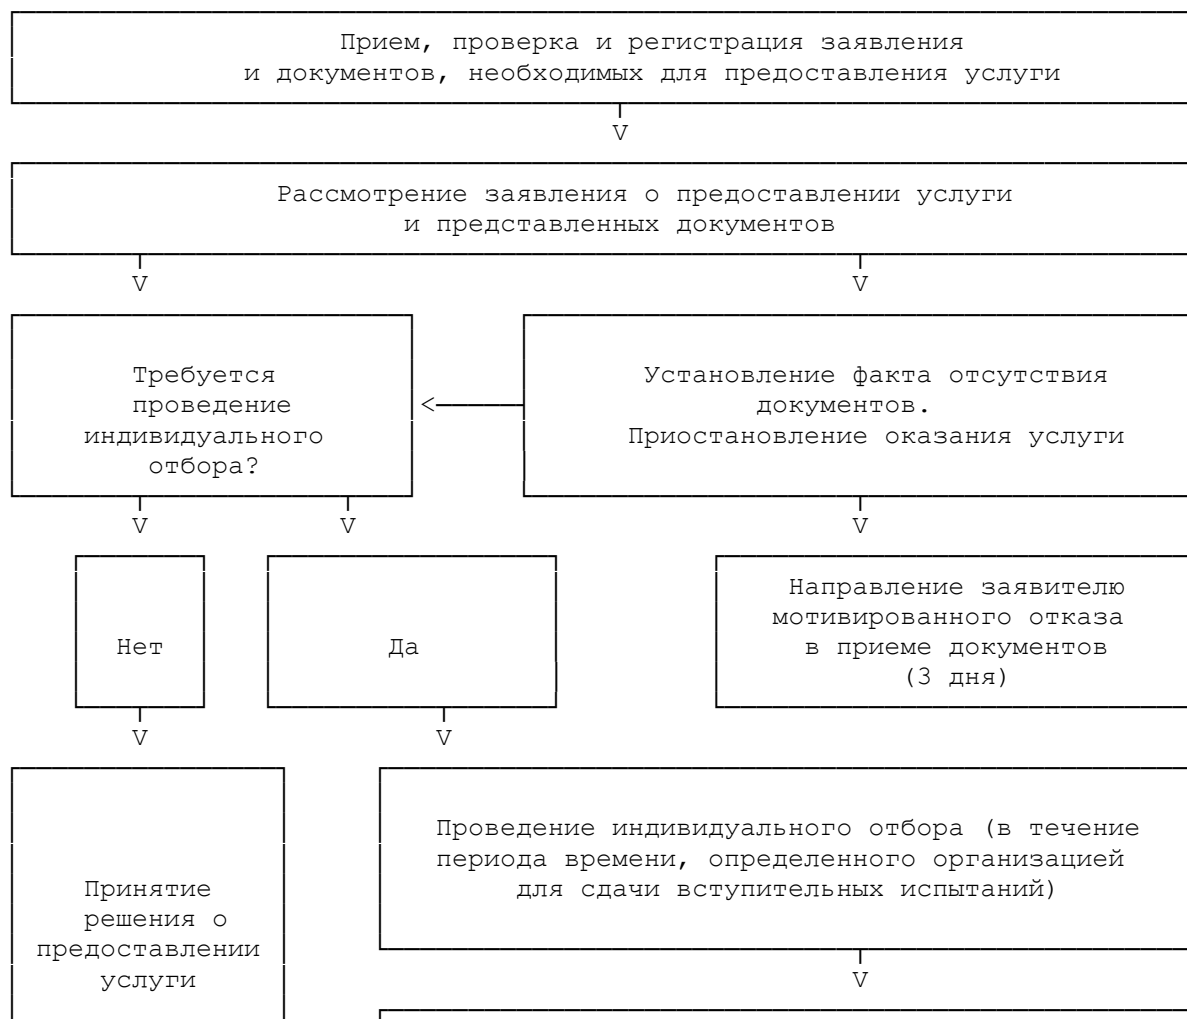 Прием, проверка и регистрация заявления
и документов, необходимых для предоставления услуги
V
Рассмотрение заявления о предоставлении услуги
и представленных документов
V V
Требуется
проведение
индивидуального
отбора?
<
Установление факта отсутствия
документов.
Приостановление оказания услуги
V V V
Нет
Да
Направление заявителю
мотивированного отказа
в приеме документов
(3 дня)
V V
Принятие
решения о
предоставлении
услуги
Проведение индивидуального отбора (в течение
периода времени, определенного организацией
для сдачи вступительных испытаний)
V